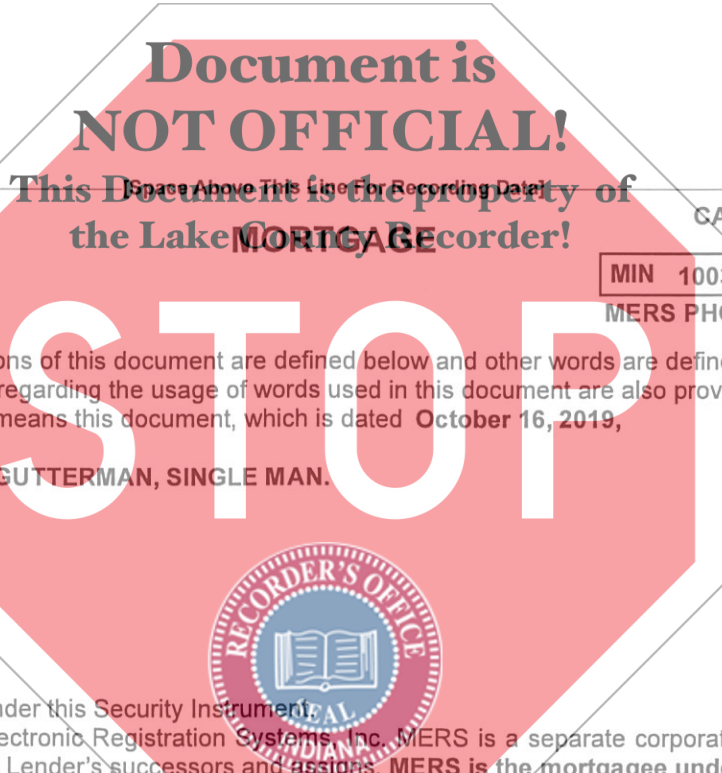 Document is
NOT OFFICIAL!
This Document is the property of
[Space Above This Line For Recording Data]
the Lake County Recorder!
MORTGAGE
MIN 100
MERS PHO
ons of this document are defined below and other words are define
regarding the usage of words used in this document are also prov
means this document, which is dated October 16, 2019,
GUTTERMAN, SINGLE MAN.
STOP
RECORDER'S OFFICE
SEAL
INDIANA
nder this Security Instrument.
ectronic Registration Systems, Inc. MERS is a separate corporat
Lender's successors and assigns. MERS is the mortgagee und